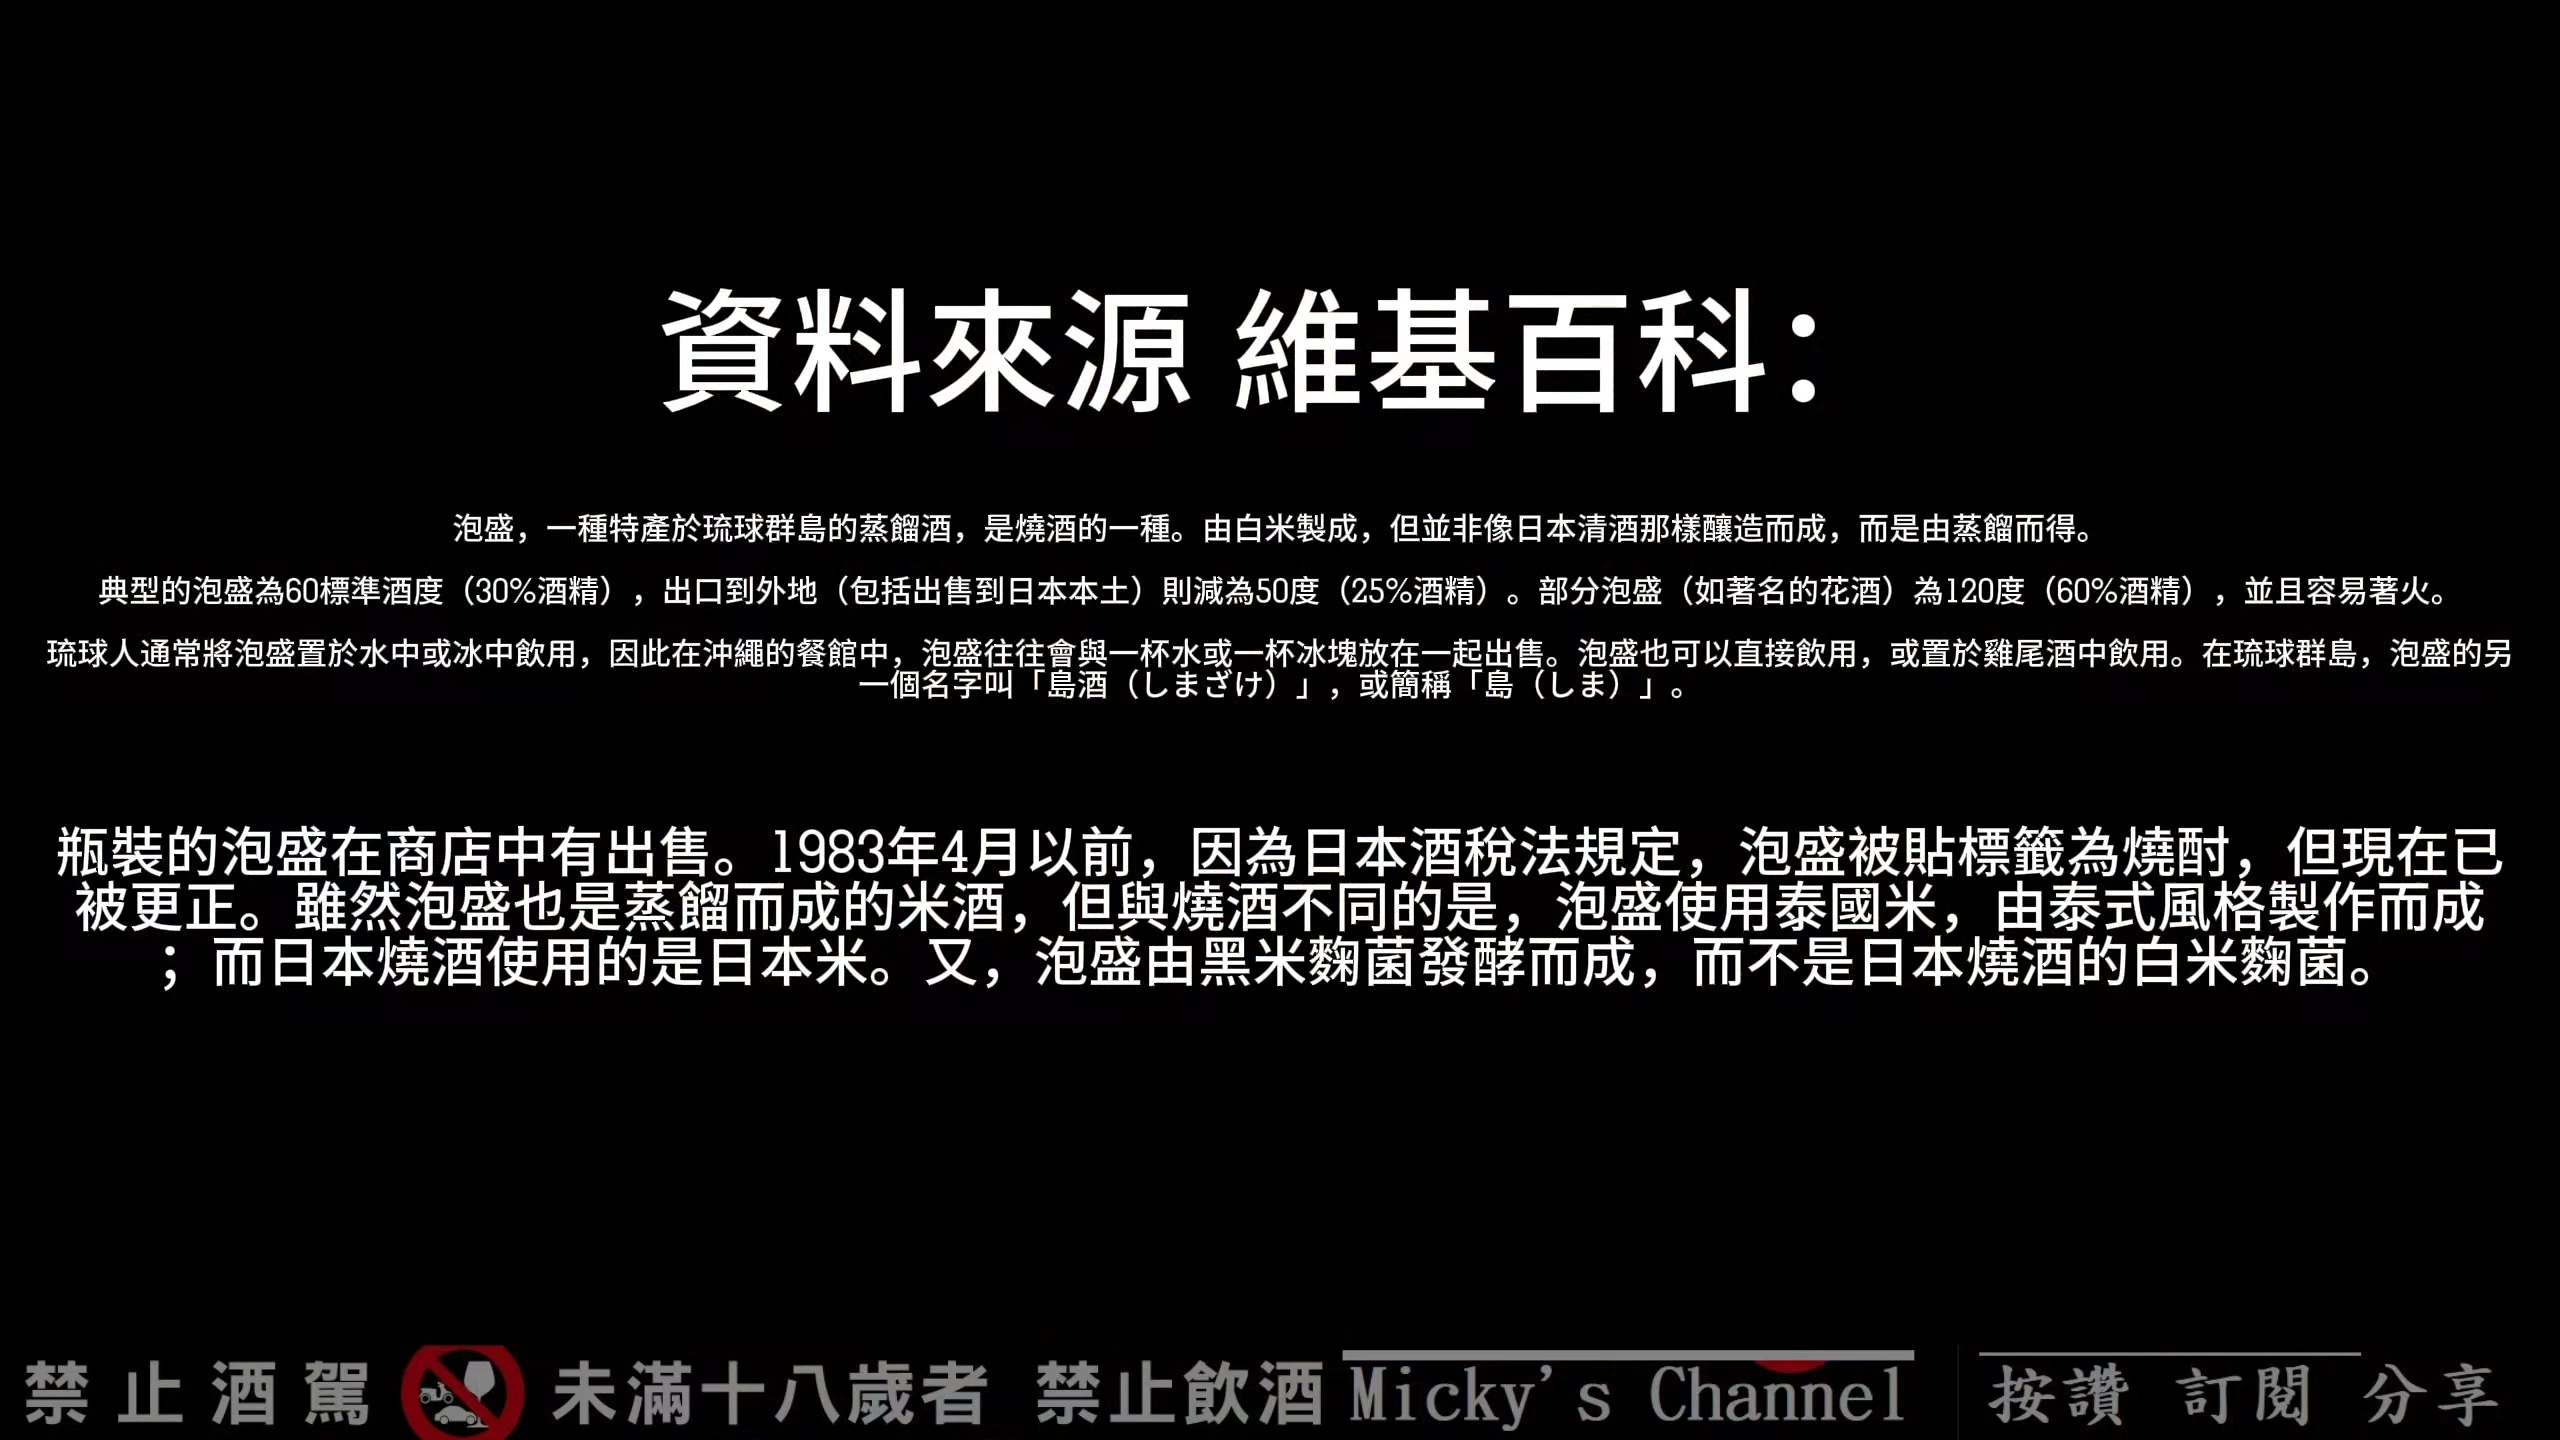 資料來源 維基百科：
泡盛，一種特產於琉球群島的蒸餾酒，是燒酒的一種。由白米製成，但並非像日本清酒那樣釀造而成，而是由蒸餾而得。
典型的泡盛為60標準酒度（30%酒精），出口到外地（包括出售到日本本土）則減為50度（25%酒精）。部分泡盛（如著名的花酒）為120度（60%酒精），並且容易著火。
琉球人通常將泡盛置於水中或冰中飲用，因此在沖繩的餐館中，泡盛往往會與一杯水或一杯冰塊放在一起出售。泡盛也可以直接飲用，或置於雞尾酒中飲用。在琉球群島，泡盛的另
一個名字叫「島酒（しまざけ）」，或簡稱「島（しま）」。
瓶裝的泡盛在商店中有出售。1983年4月以前，因為日本酒稅法規定，泡盛被貼標籤為燒酎，但現在已
被更正。雖然泡盛也是蒸餾而成的米酒，但與燒酒不同的是，泡盛使用泰國米，由泰式風格製作而成
；而日本燒酒使用的是日本米。又，泡盛由黑米麴菌發酵而成，而不是日本燒酒的白米麴菌。
禁止酒駕 未滿十八歲者 禁止飲酒 Micky's Channel 按讚 訂閱 分享